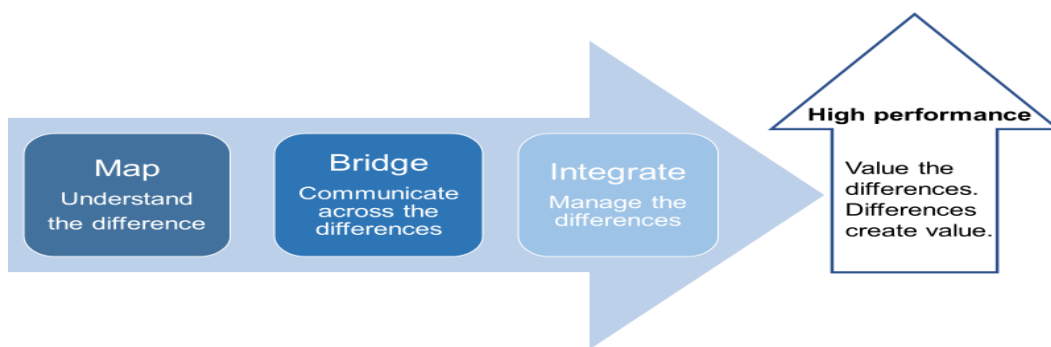 Map
Understand
the difference
Bridge
Communicate
across the
differences
Integrate
Manage the
differences
High performance
Value the
differences.
Differences
create value.